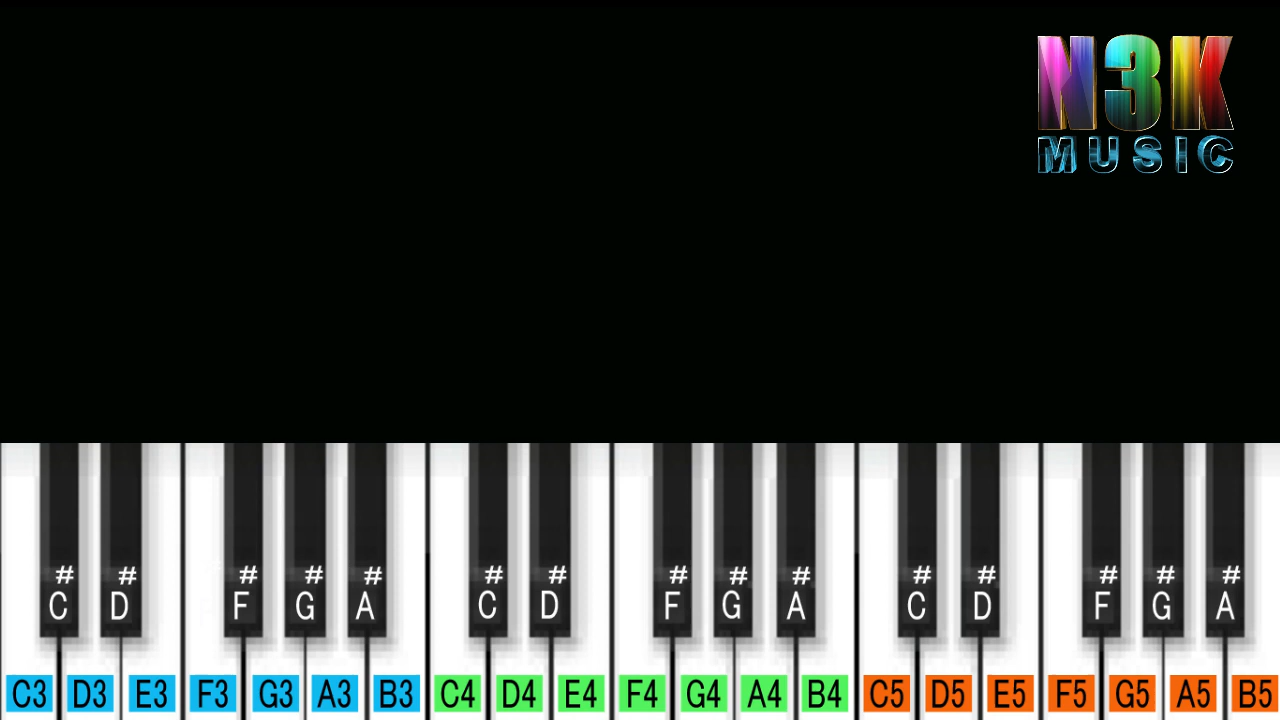 N3K
MUSIC
# # # # # # # # # # # # # # #
C D F G A C D F G A C D F G A
C3 D3 E3 F3 G3 A3 B3 C4 D4 E4 F4 G4 A4 B4 C5 D5 E5 F5 G5 A5 B5